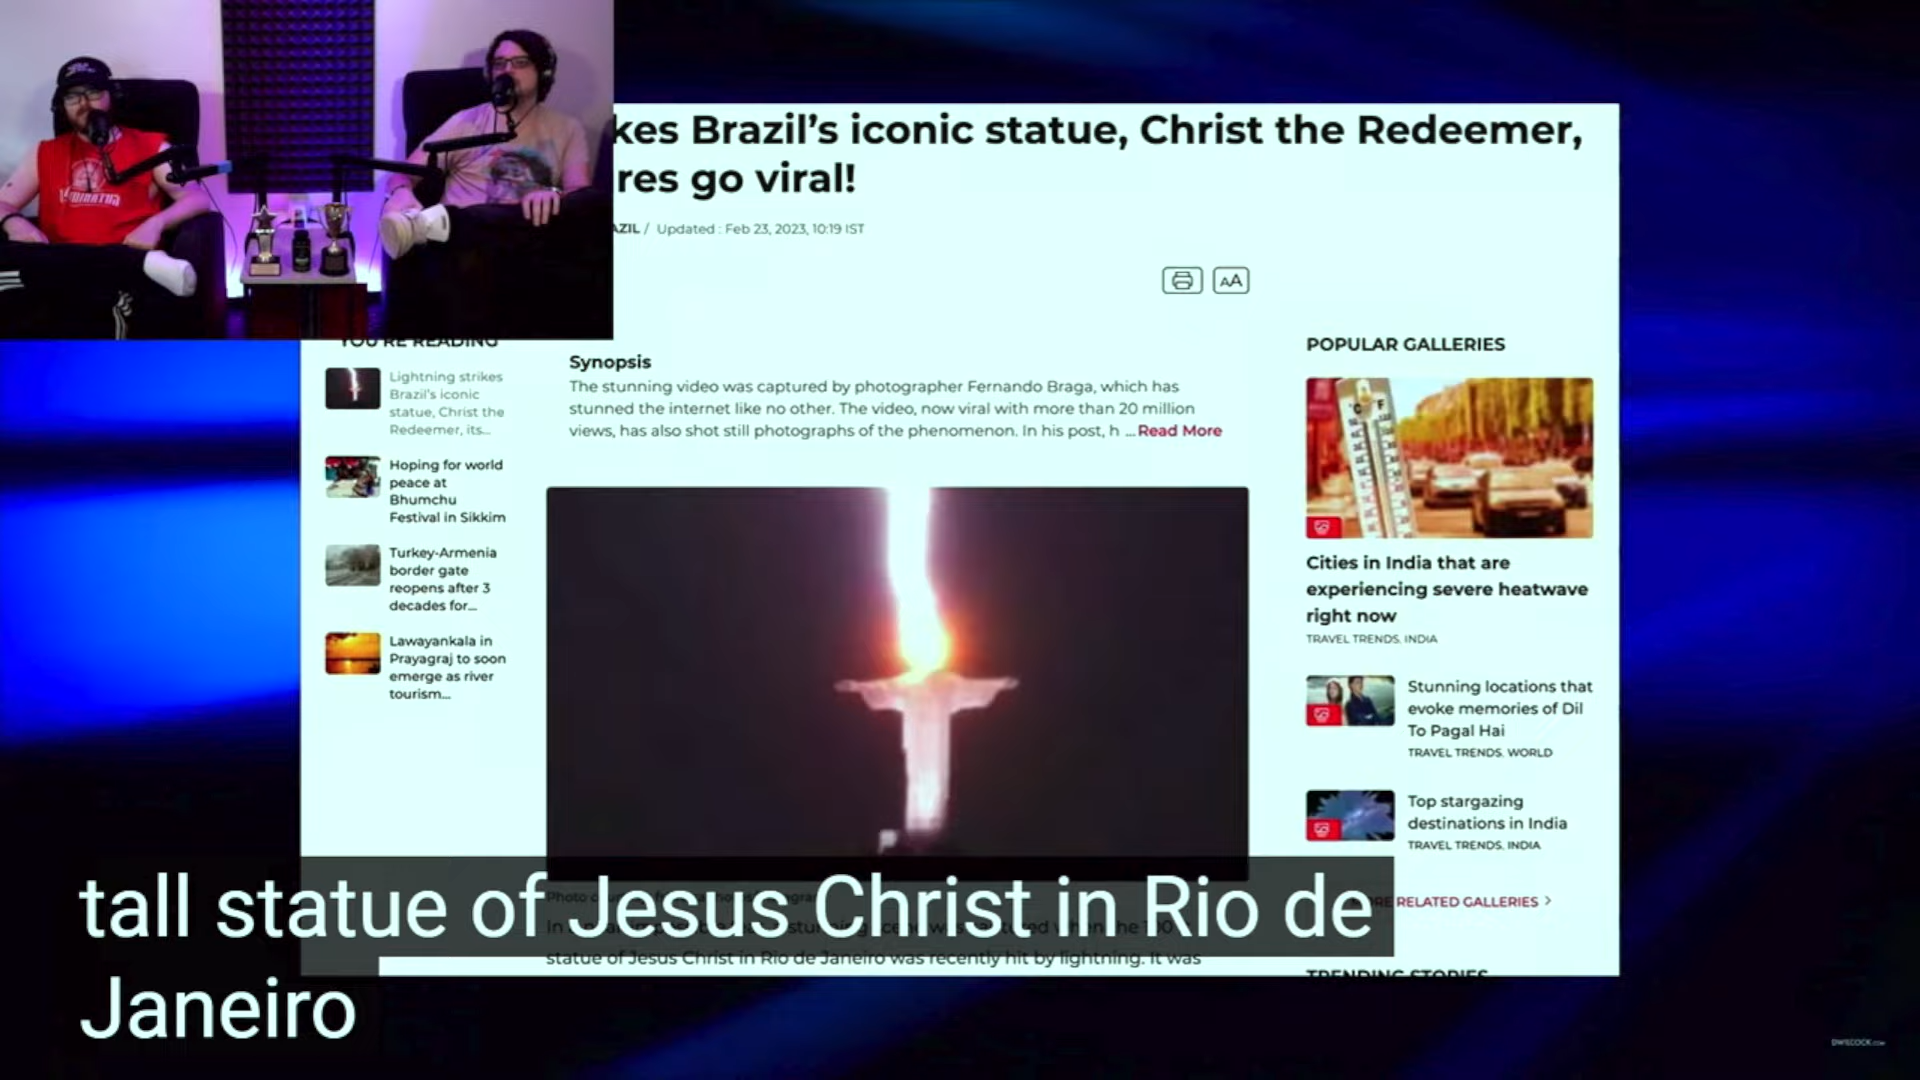 kes Brazil's iconic statue, Christ the Redeemer,
res go viral!
AZIL / Updated : Feb 23, 2023, 10:19 IST
AA
YOU'RE READING
Lightning strikes
Brazil's iconic
statue, Christ the
Redeemer, its...
Hoping for world
peace at
Bhumchu
Festival in Sikkim
Turkey-Armenia
border gate
reopens after 3
decades for...
Lawayankala in
Prayagraj to soon
emerge as river
tourism...
Synopsis
The stunning video was captured by photographer Fernando Braga, which has
stunned the internet like no other. The video, now viral with more than 20 million
views, has also shot still photographs of the phenomenon. In his post, h ... Read More
statue of Jesus Christ in Rio de Janeiro was recently hit by lightning. It was
POPULAR GALLERIES
°C F
Cities in India that are
experiencing severe heatwave
right now
TRAVEL TRENDS, INDIA
Stunning locations that
evoke memories of Dil
To Pagal Hai
TRAVEL TRENDS, WORLD
Top stargazing
destinations in India
TRAVEL TRENDS, INDIA
MORE RELATED GALLERIES >
TRENDING STORIES
tall statue of Jesus Christ in Rio de
Janeiro